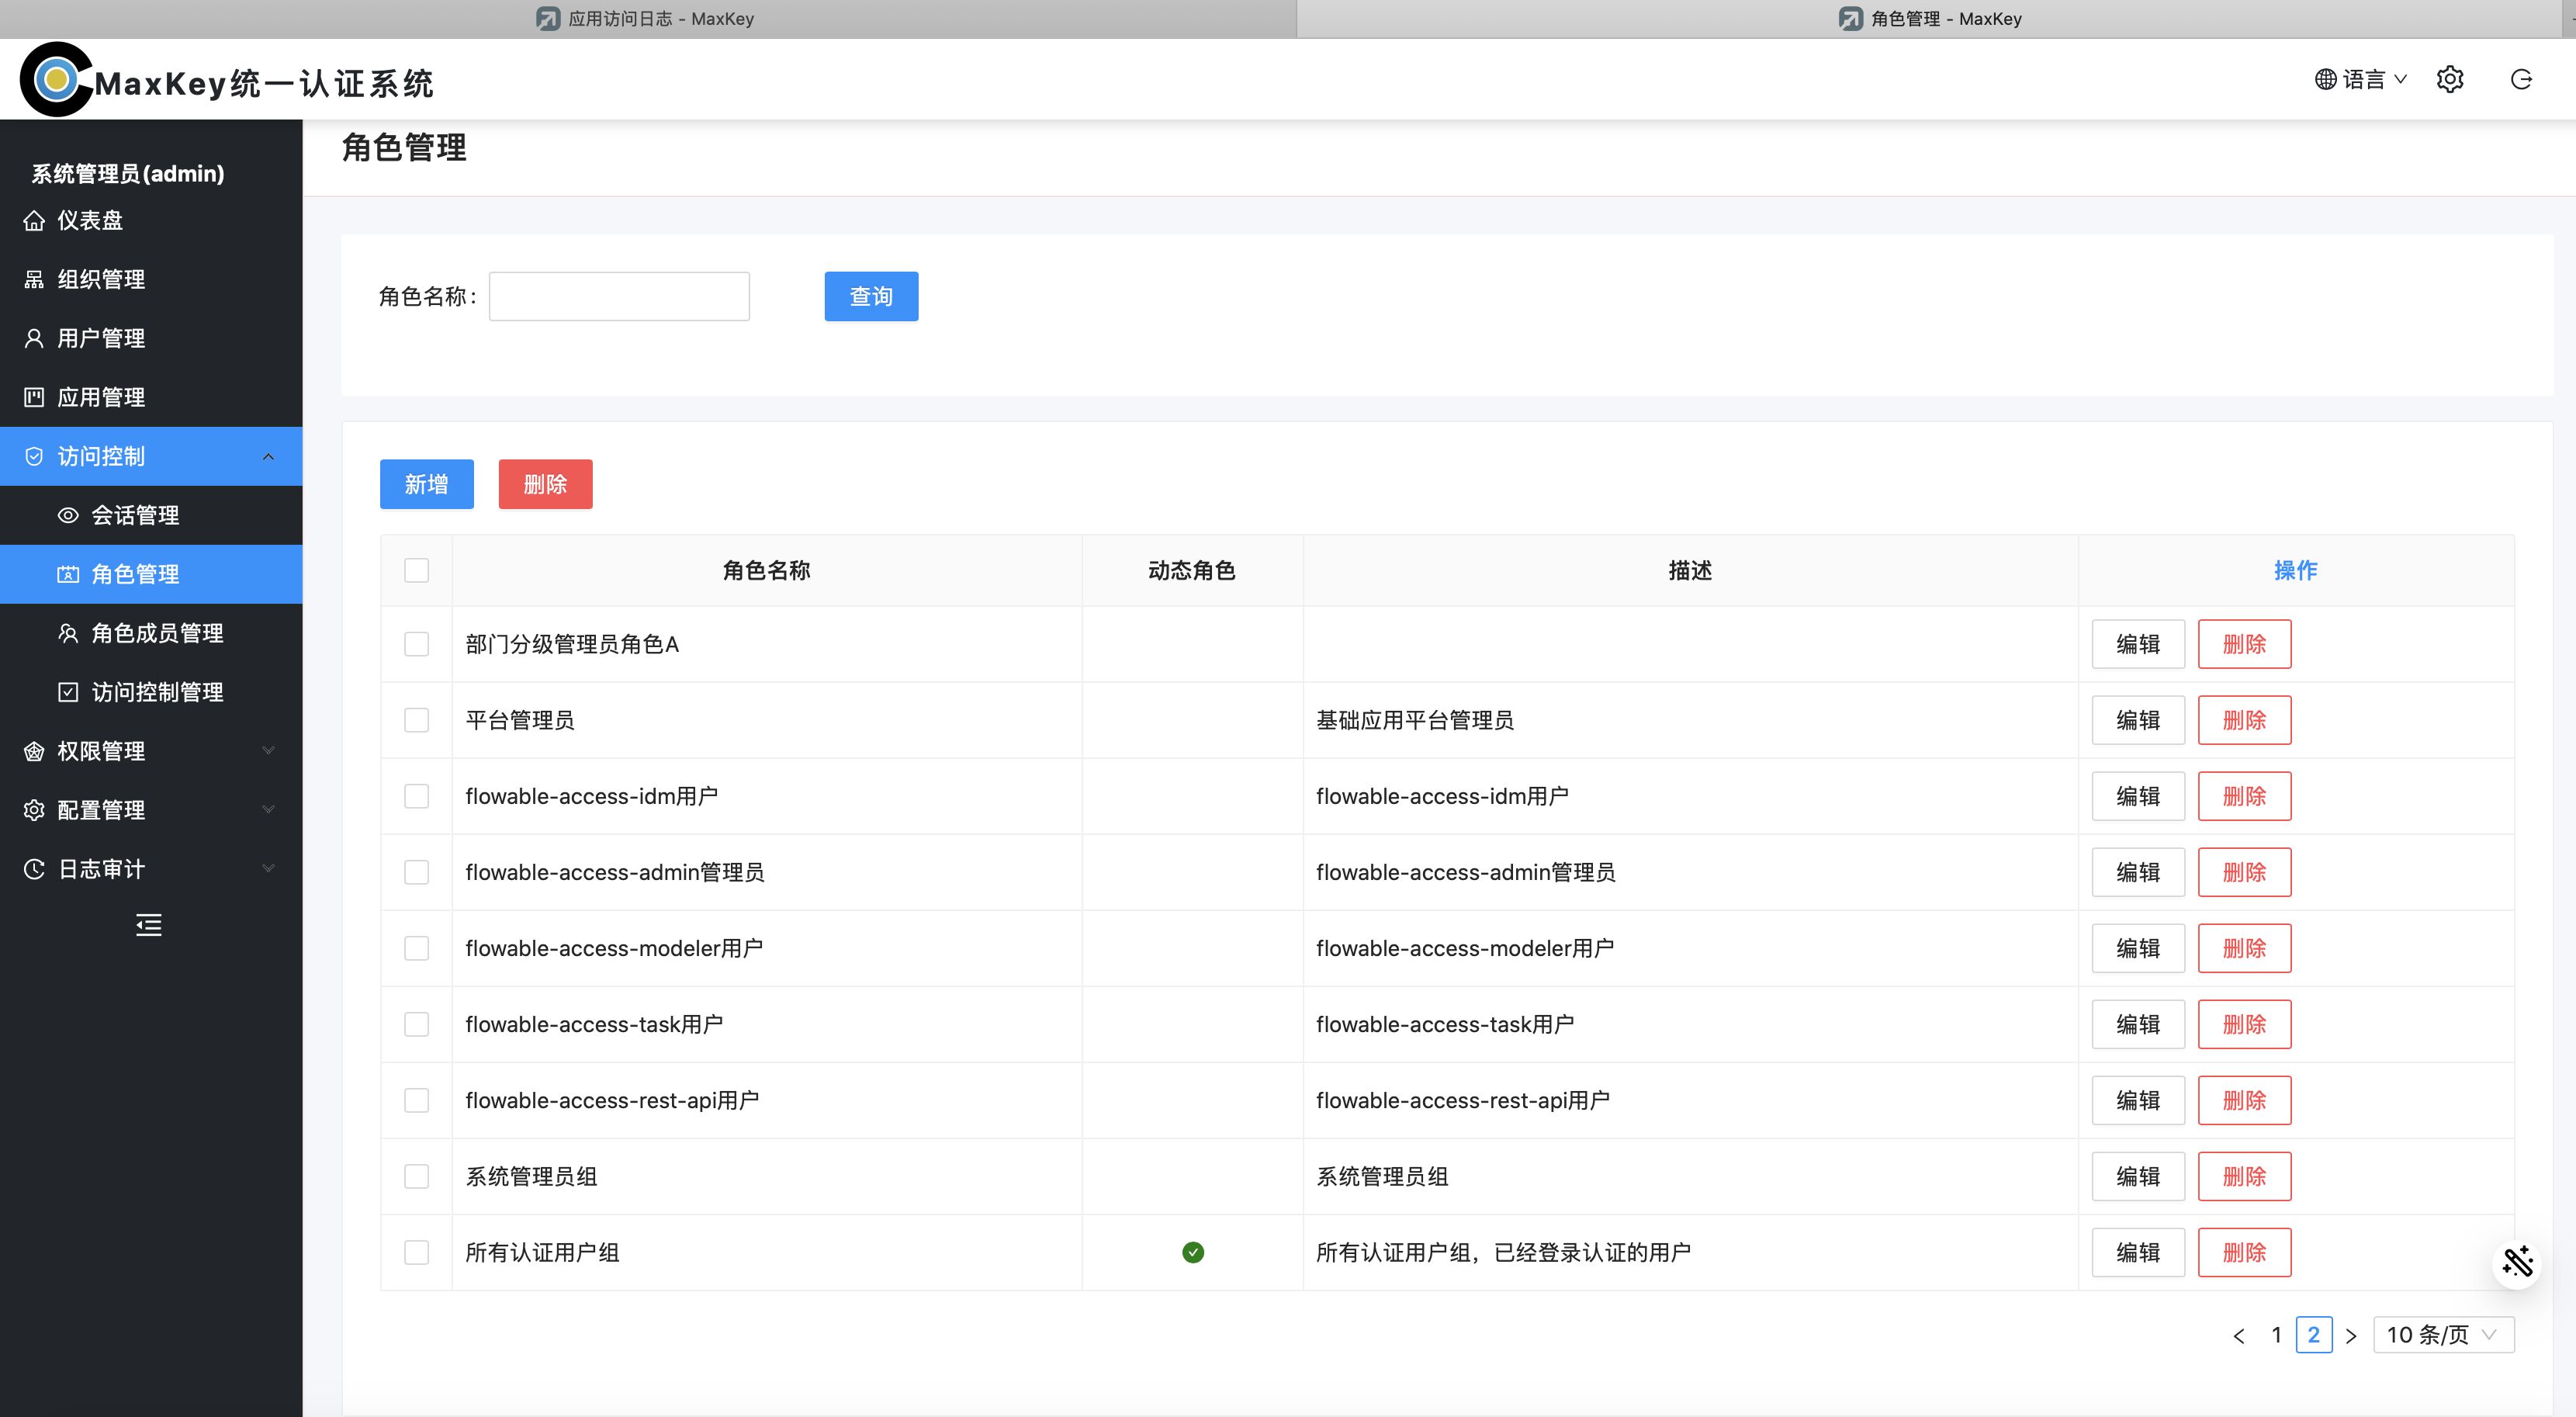 应用访问日志 - MaxKey
角色管理 - MaxKey
MaxKey统一认证系统
语言
系统管理员(admin)
仪表盘
组织管理
用户管理
应用管理
访问控制
会话管理
角色管理
角色成员管理
访问控制管理
权限管理
配置管理
日志审计
角色管理
角色名称: 查询
新增 删除
角色名称 动态角色 描述 操作
部门分级管理员角色A 编辑 删除
平台管理员 基础应用平台管理员 编辑 删除
flowable-access-idm用户 flowable-access-idm用户 编辑 删除
flowable-access-admin管理员 flowable-access-admin管理员 编辑 删除
flowable-access-modeler用户 flowable-access-modeler用户 编辑 删除
flowable-access-task用户 flowable-access-task用户 编辑 删除
flowable-access-rest-api用户 flowable-access-rest-api用户 编辑 删除
系统管理员组 系统管理员组 编辑 删除
所有认证用户组 所有认证用户组，已经登录认证的用户 编辑 删除
< 1 2 > 10 条/页